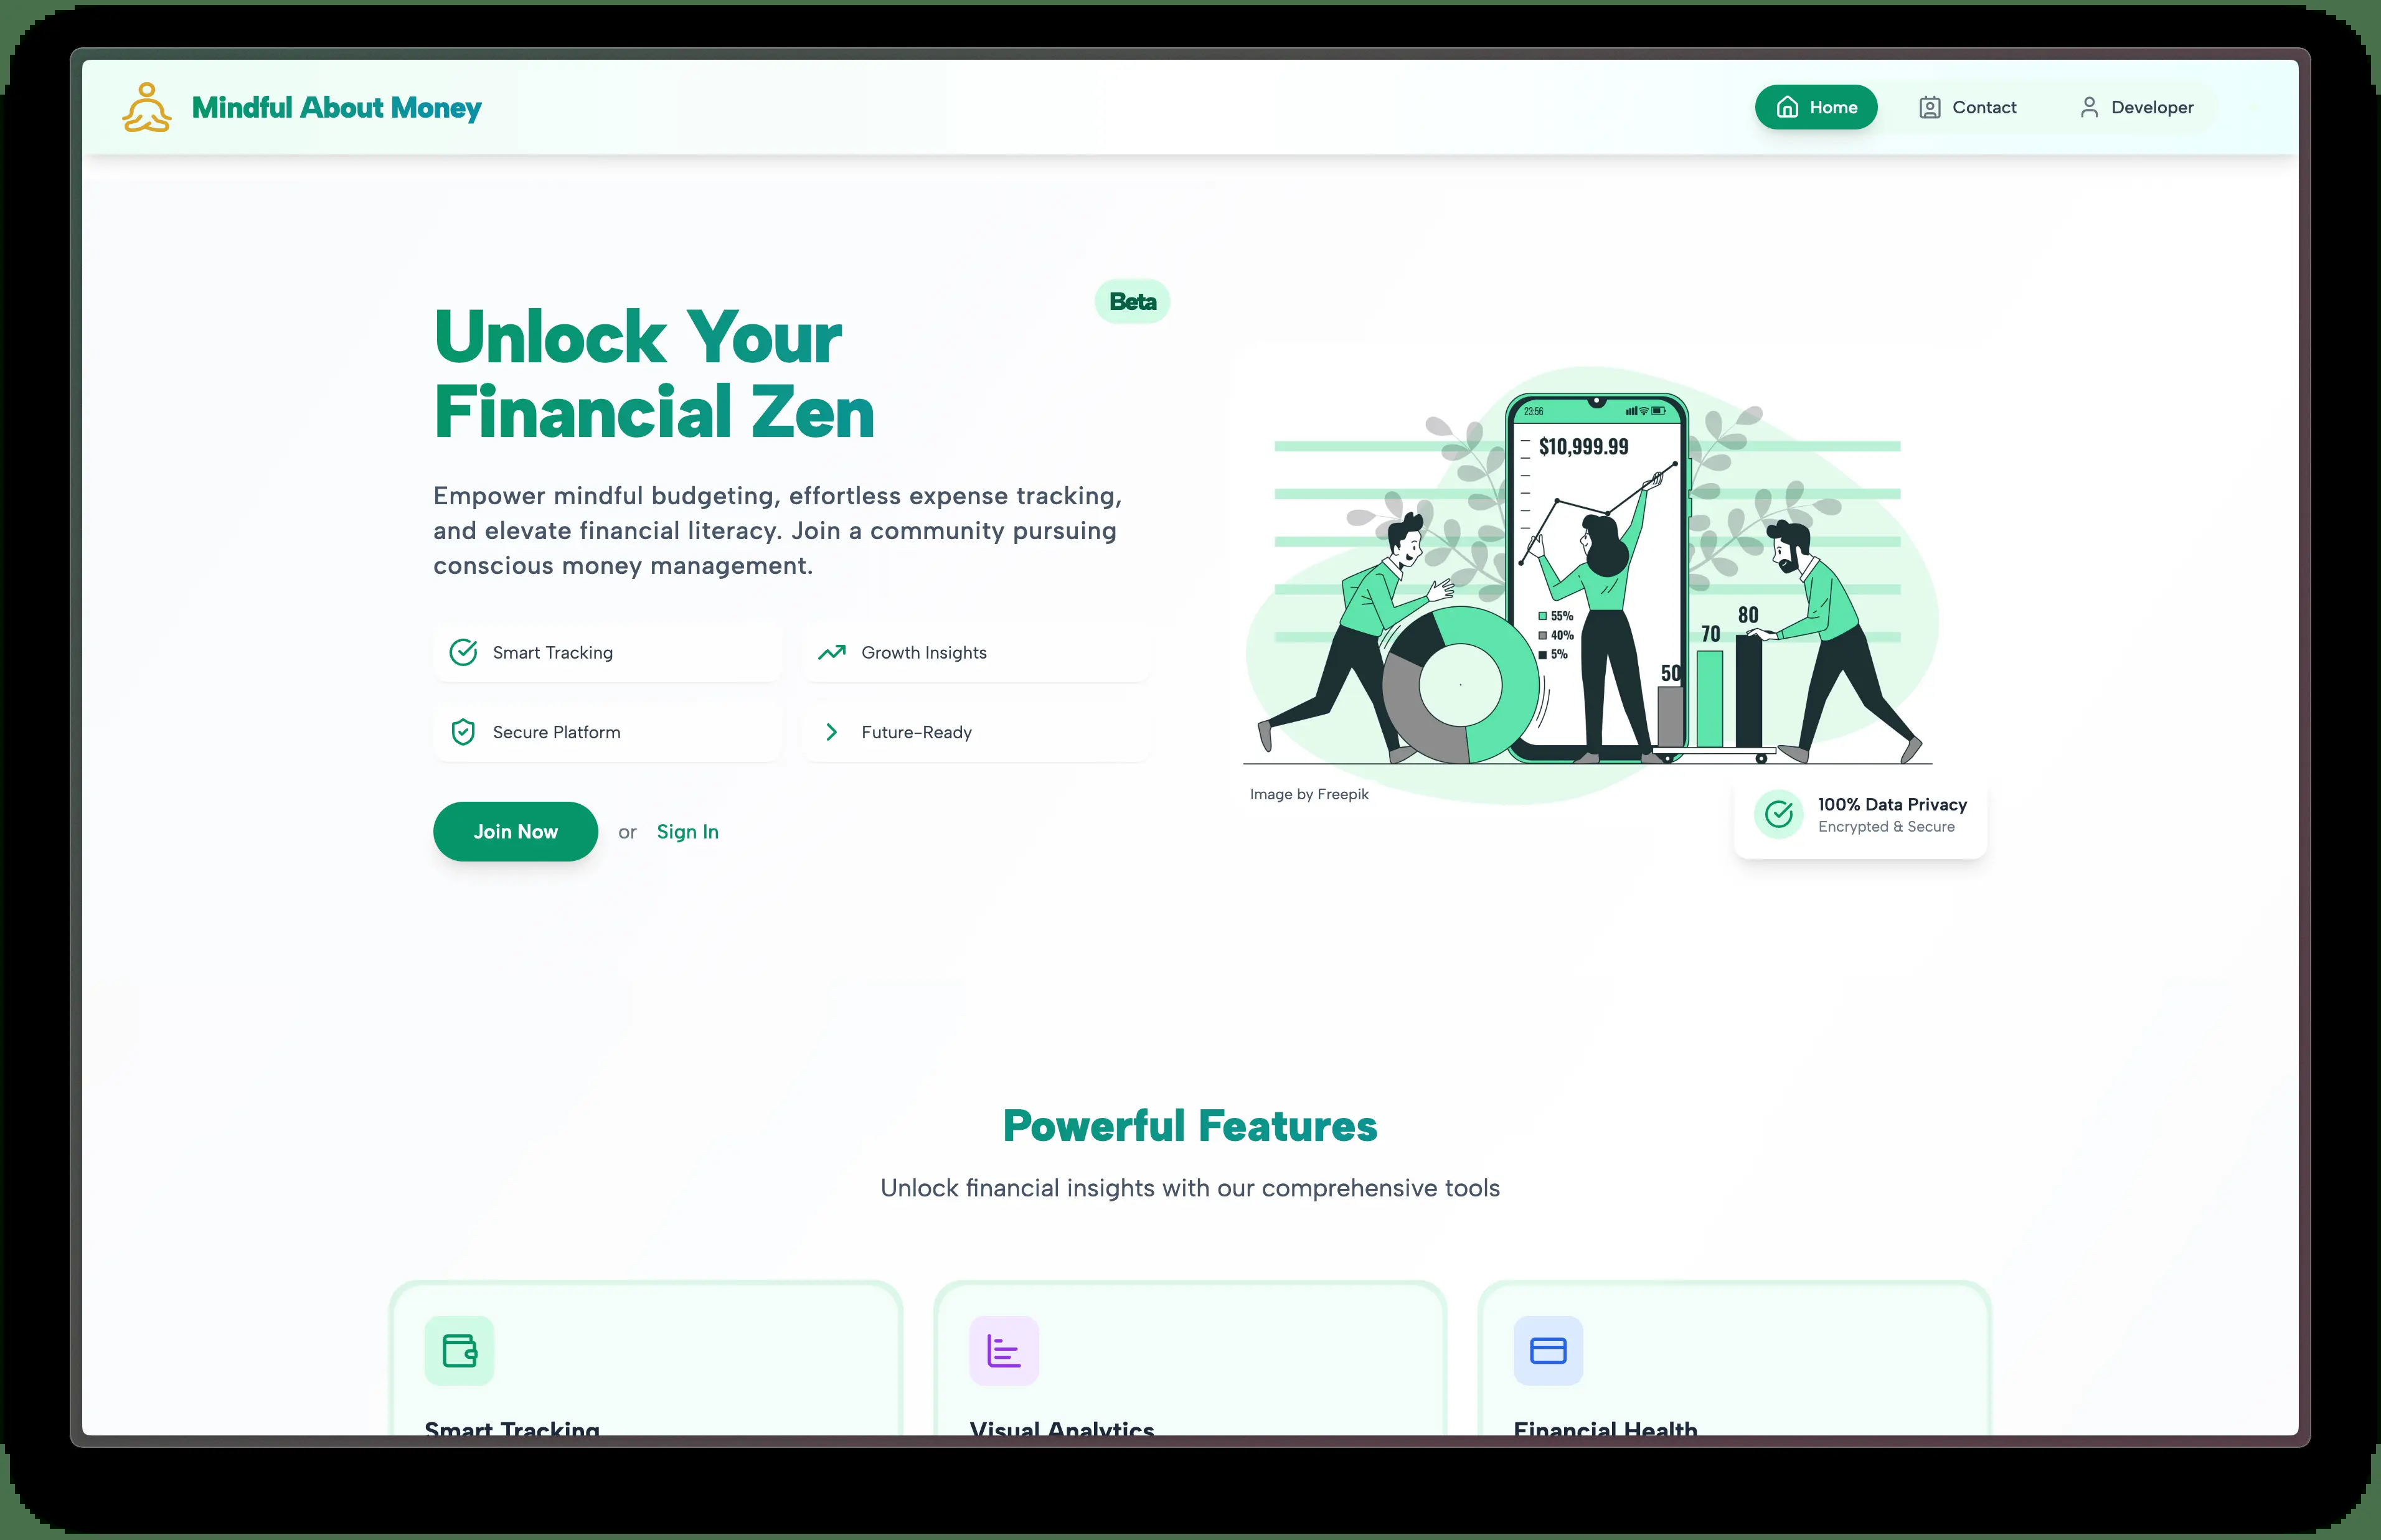 Mindful About Money
Home
Contact
Developer
Beta
Unlock Your
Financial Zen
Empower mindful budgeting, effortless expense tracking,
and elevate financial literacy. Join a community pursuing
conscious money management.
Smart Tracking
Growth Insights
Secure Platform
Future-Ready
Join Now or Sign In
23:56
$10,999.99
55%
40%
5%
50
70
80
Image by Freepik
100% Data Privacy
Encrypted & Secure
Powerful Features
Unlock financial insights with our comprehensive tools
Smart Tracking
Visual Analytics
Financial Health